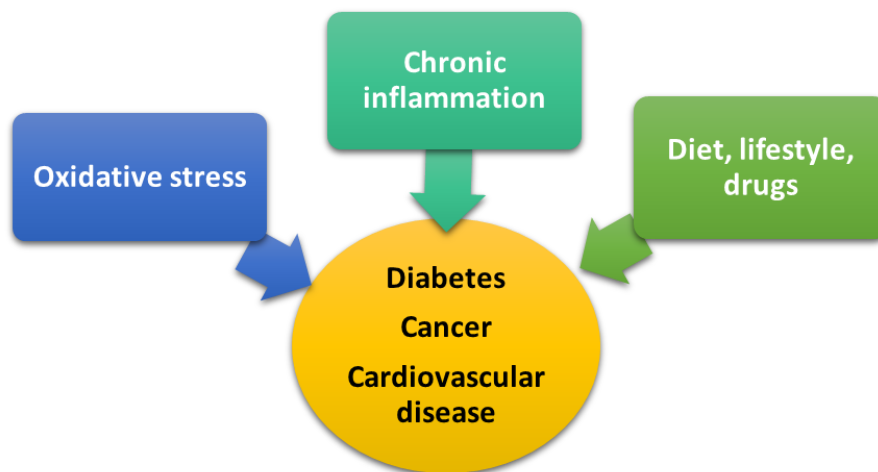 Chronic
inflammation
Oxidative stress
Diet, lifestyle,
drugs
Diabetes
Cancer
Cardiovascular
disease